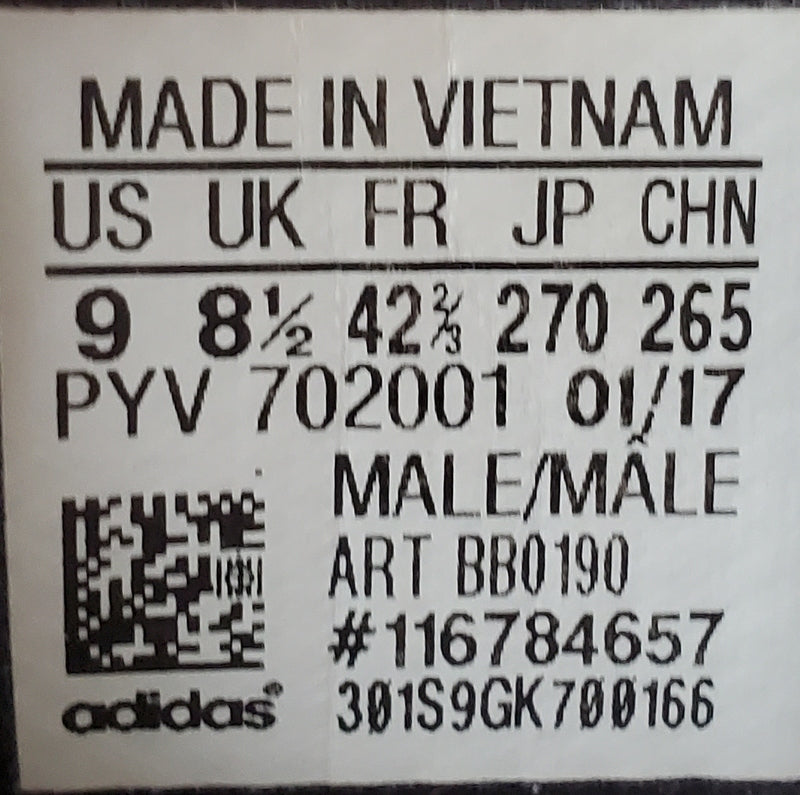 MADE IN VIETNAM
US UK FR JP CHN
9 8½ 42⅔ 270 265
PYV 702001 01/17
MALE/MÂLE
ART BB0190
#116784657
adidas® 301S9GK700166